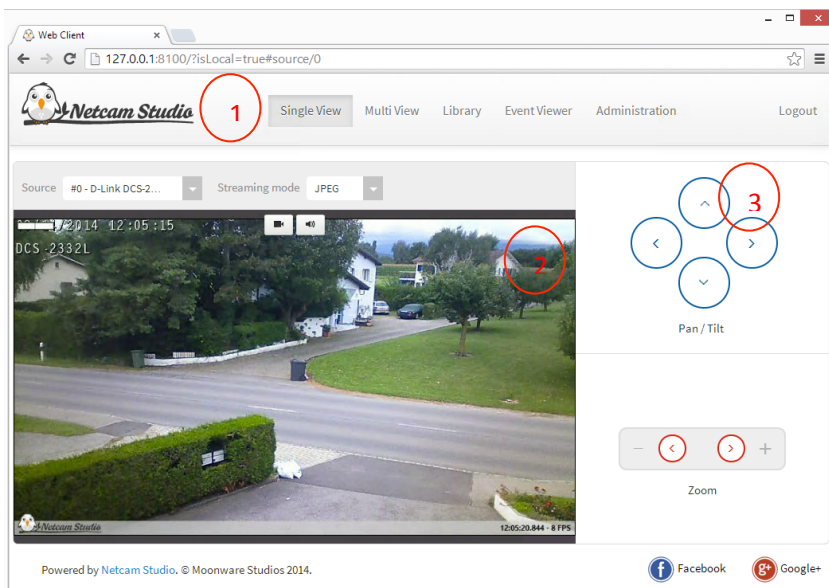 Web Client
127.0.0.1:8100/?isLocal=true#source/0
Netcam Studio
1
Single View
Multi View
Library
Event Viewer
Administration
Logout
Source
#0 - D-Link DCS-2...
Streaming mode
JPEG
3
/2014 12:05:15
DCS-2332L
2
Pan / Tilt
Zoom
Netcam Studio
12:05:20.844 - 8 FPS
Powered by Netcam Studio. © Moonware Studios 2014.
Facebook
g+ Google+